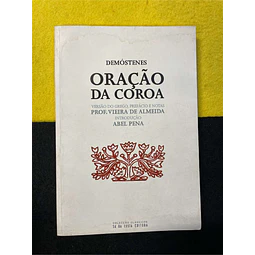 DEMÓSTENES
ORAÇÃO
DA COROA
VERSÃO DO GREGO, PREFÁCIO E NOTAS
PROF. VIEIRA DE ALMEIDA
INTRODUÇÃO
ABEL PENA